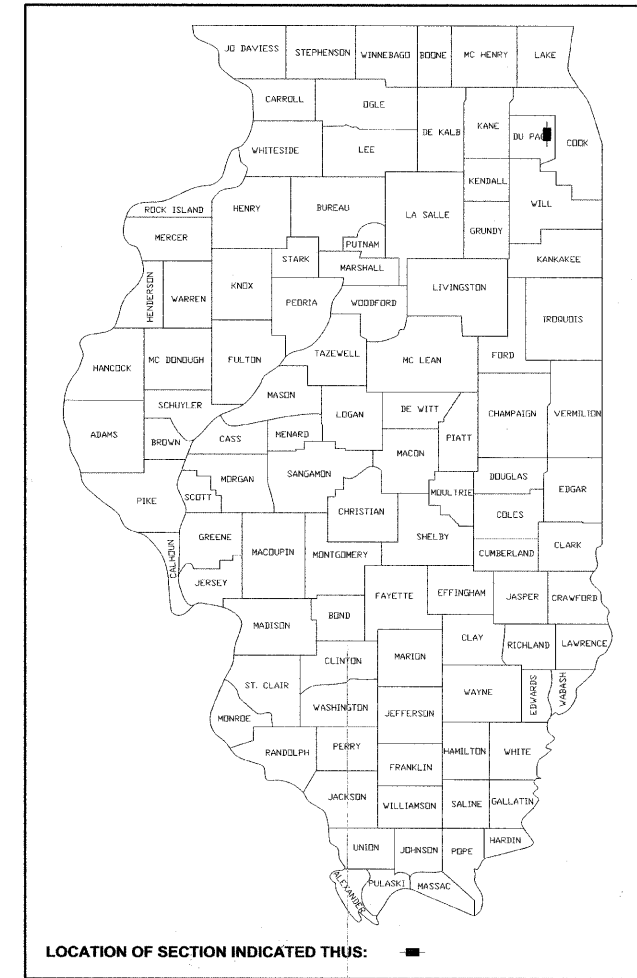 JO DAVIESS STEPHENSON WINNEBAGO BOONE MC HENRY LAKE
CARROLL OGLE DE KALB KANE DU PAG COOK
WHITESIDE LEE
KENDALL WILL
ROCK ISLAND HENRY BUREAU LA SALLE GRUNDY
MERCER PUTNAM KANKAKEE
STARK MARSHALL
HENDERSON WARREN KNOX PEORIA WOODFORD LIVINGSTON IROQUOIS
HANCOCK MC DONOUGH FULTON TAZEWELL MC LEAN FORD
MASON
SCHUYLER LOGAN DE WITT CHAMPAIGN VERMILION
ADAMS BROWN CASS MENARD MACON PIATT
MORGAN SANGAMON DOUGLAS
PIKE SCOTT CHRISTIAN MOULTRIE COLES EDGAR
CALHOUN GREENE MACOUPIN MONTGOMERY SHELBY CUMBERLAND CLARK
JERSEY
FAYETTE EFFINGHAM JASPER CRAWFORD
MADISON BOND
CLINTON MARION CLAY RICHLAND LAWRENCE
ST. CLAIR WAYNE EDWARDS WABASH
MONROE WASHINGTON JEFFERSON
RANDOLPH PERRY HAMILTON WHITE
FRANKLIN
JACKSON WILLIAMSON SALINE GALLATIN
UNION JOHNSON POPE HARDIN
ALEXANDER PULASKI MASSAC
LOCATION OF SECTION INDICATED THUS: